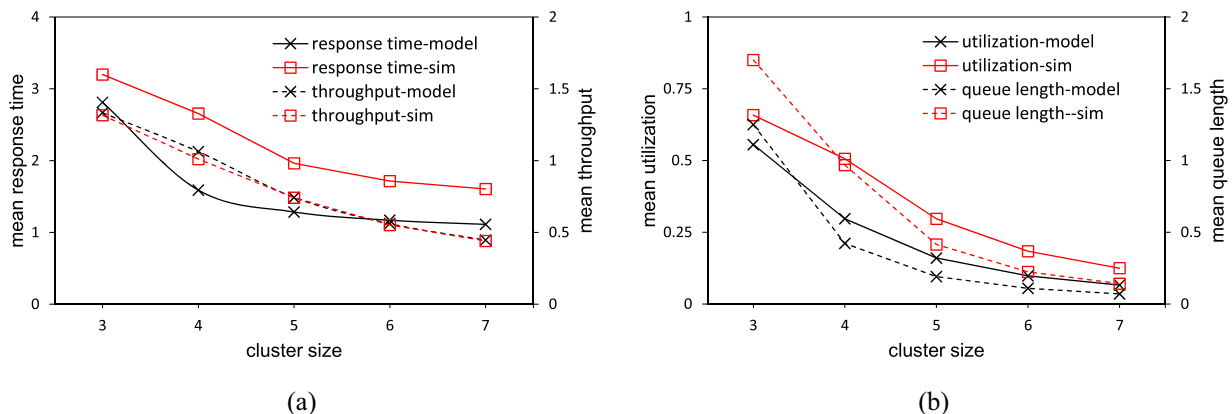 4
3
2
1
0
mean response time
2
1.5
1
0.5
0
mean throughput
3 4 5 6 7
cluster size
response time-model
response time-sim
throughput-model
throughput-sim
(a)
1
0.75
0.5
0.25
0
mean utilization
2
1.5
1
0.5
0
mean queue length
3 4 5 6 7
cluster size
utilization-model
utilization-sim
queue length-model
queue length--sim
(b)